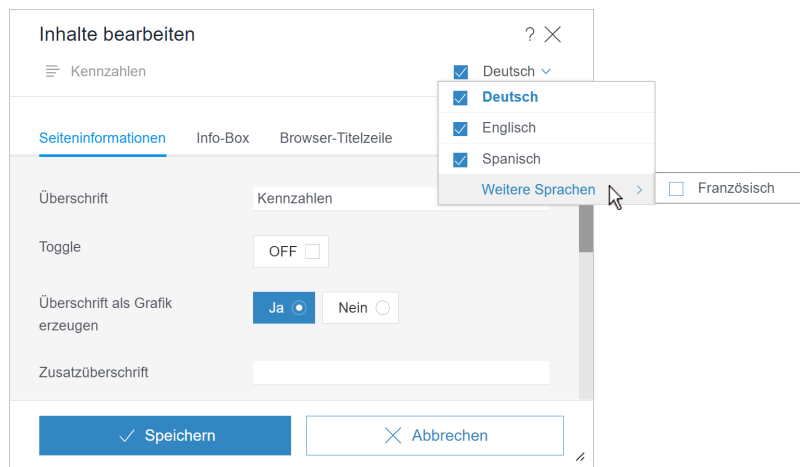 Inhalte bearbeiten
?
Kennzahlen
Deutsch
Deutsch
Englisch
Spanisch
Weitere Sprachen
Französisch
Seiteninformationen
Info-Box
Browser-Titelzeile
Überschrift
Kennzahlen
Toggle
OFF
Überschrift als Grafik
erzeugen
Ja
Nein
Zusatzüberschrift
Speichern
Abbrechen